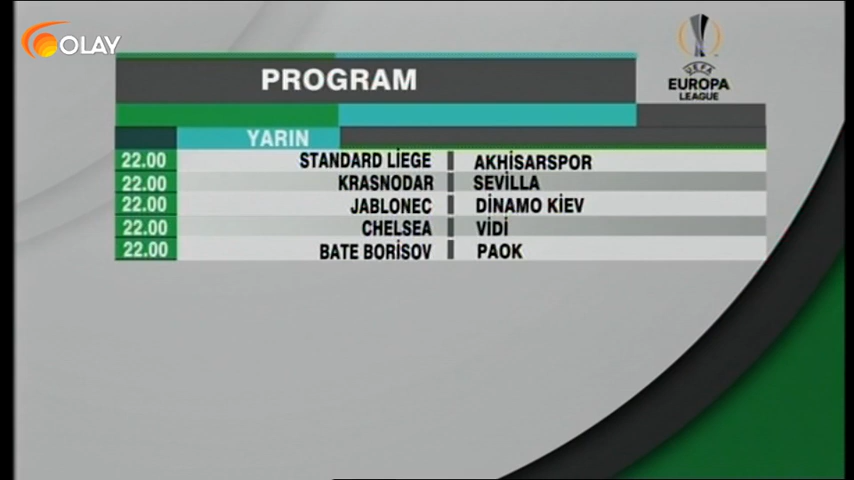 OLAY
PROGRAM
UEFA
EUROPA
LEAGUE
YARIN
22.00 STANDARD LİEGE AKHİSARSPOR
22.00 KRASNODAR SEVİLLA
22.00 JABLONEC DİNAMO KİEV
22.00 CHELSEA VİDİ
22.00 BATE BORİSOV PAOK